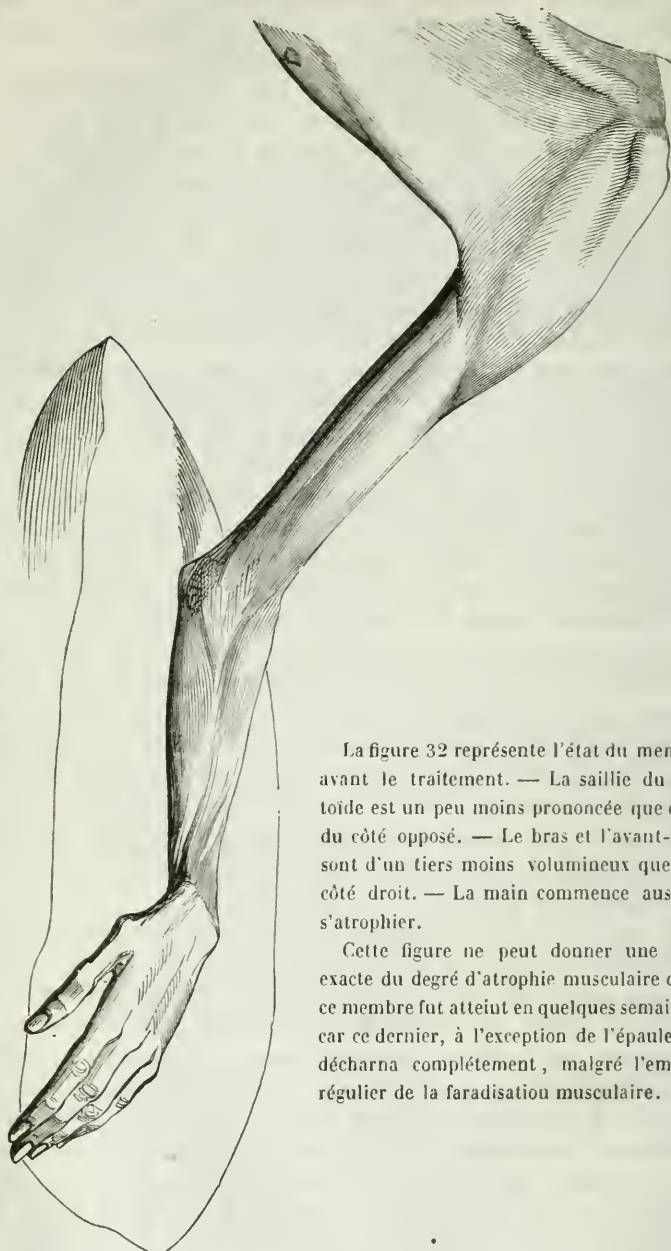 La figure 32 représente l'état du mem
avant le traitement. — La saillie du
toïde est un peu moins prononcée que c
du côté opposé. — Le bras et l'avant-
sont d'un tiers moins volumineux que
côté droit. — La main commence aus
s'atrophier.
Cette figure ne peut donner une
exacte du degré d'atrophie musculaire d
ce membre fut atteint en quelques semai
car ce dernier, à l'exception de l'épaule
décharna complétement, malgré l'em
régulier de la faradisation musculaire.